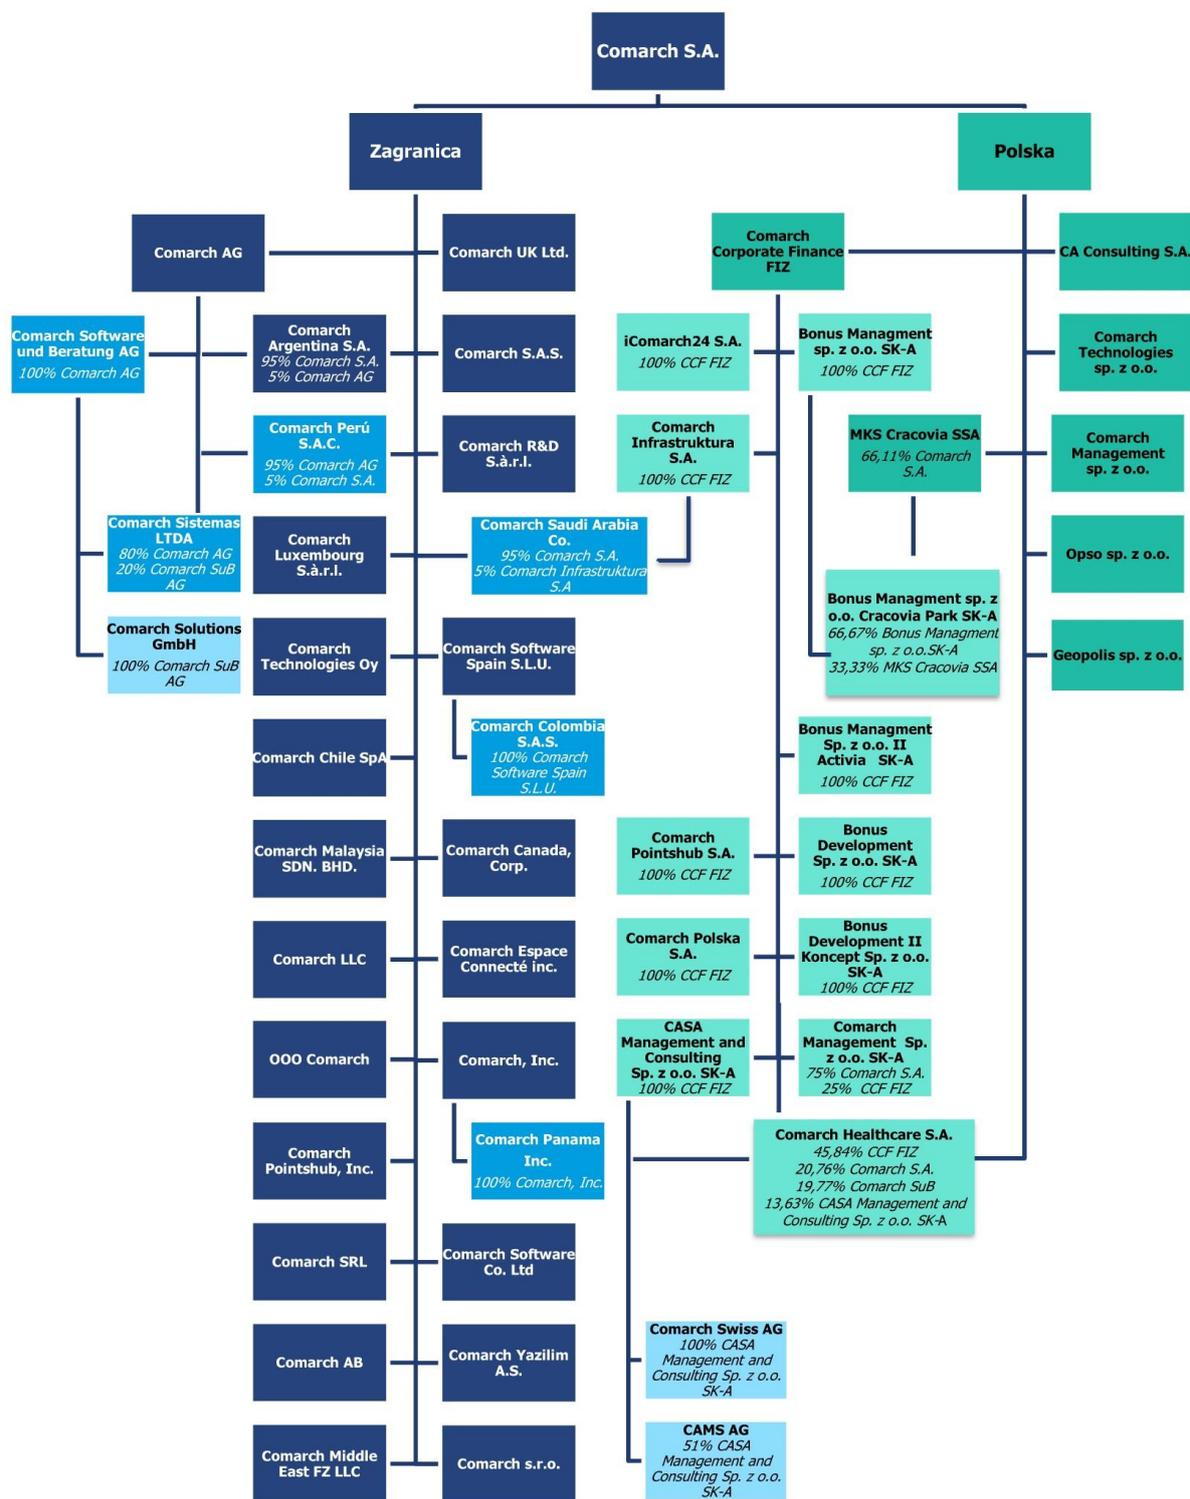 Comarch S.A.
Zagranica
Polska
Comarch AG
Comarch UK Ltd.
Comarch
Corporate Finance
FIZ
CA Consulting S.A.
Comarch Software
und Beratung AG
100% Comarch AG
Comarch
Argentina S.A.
95% Comarch S.A.
5% Comarch AG
Comarch S.A.S.
iComarch24 S.A.
100% CCF FIZ
Bonus Managment
sp. z o.o. SK-A
100% CCF FIZ
Comarch
Technologies
sp. z o.o.
Comarch Perú
S.A.C.
95% Comarch AG
5% Comarch S.A.
Comarch R&D
S.à.r.l.
Comarch
Infrastruktura
S.A.
100% CCF FIZ
MKS Cracovia SSA
66,11% Comarch
S.A.
Comarch
Management
sp. z o.o.
Comarch Sistemas
LTDA
80% Comarch AG
20% Comarch SuB
AG
Comarch
Luxembourg
S.à.r.l.
Comarch Saudi Arabia
Co.
95% Comarch S.A.
5% Comarch Infrastruktura
S.A
Opso sp. z o.o.
Comarch Solutions
GmbH
100% Comarch SuB
AG
Comarch
Technologies Oy
Comarch Software
Spain S.L.U.
Bonus Managment sp. z
o.o. Cracovia Park SK-A
66,67% Bonus Managment
sp. z o.o.SK-A
33,33% MKS Cracovia SSA
Geopolis sp. z o.o.
Comarch Chile SpA
Comarch Colombia
S.A.S.
100% Comarch
Software Spain
S.L.U.
Bonus Managment
Sp. z o.o. II
Activia SK-A
100% CCF FIZ
Comarch Malaysia
SDN. BHD.
Comarch Canada,
Corp.
Comarch
Pointshub S.A.
100% CCF FIZ
Bonus
Development
Sp. z o.o. SK-A
100% CCF FIZ
Comarch LLC
Comarch Espace
Connecté inc.
Comarch Polska
S.A.
100% CCF FIZ
Bonus
Development II
Koncept Sp. z o.o.
SK-A
100% CCF FIZ
OOO Comarch
Comarch, Inc.
CASA
Management and
Consulting
Sp. z o.o. SK-A
100% CCF FIZ
Comarch
Management Sp.
z o.o. SK-A
75% Comarch S.A.
25% CCF FIZ
Comarch
Pointshub, Inc.
Comarch Panama
Inc.
100% Comarch, Inc.
Comarch Healthcare S.A.
45,84% CCF FIZ
20,76% Comarch S.A.
19,77% Comarch SuB
13,63% CASA Management and
Consulting Sp. z o.o. SK-A
Comarch SRL
Comarch Software
Co. Ltd
Comarch AB
Comarch Yazilim
A.S.
Comarch Swiss AG
100% CASA
Management and
Consulting Sp. z o.o.
SK-A
Comarch Middle
East FZ LLC
Comarch s.r.o.
CAMS AG
51% CASA
Management and
Consulting Sp. z o.o.
SK-A